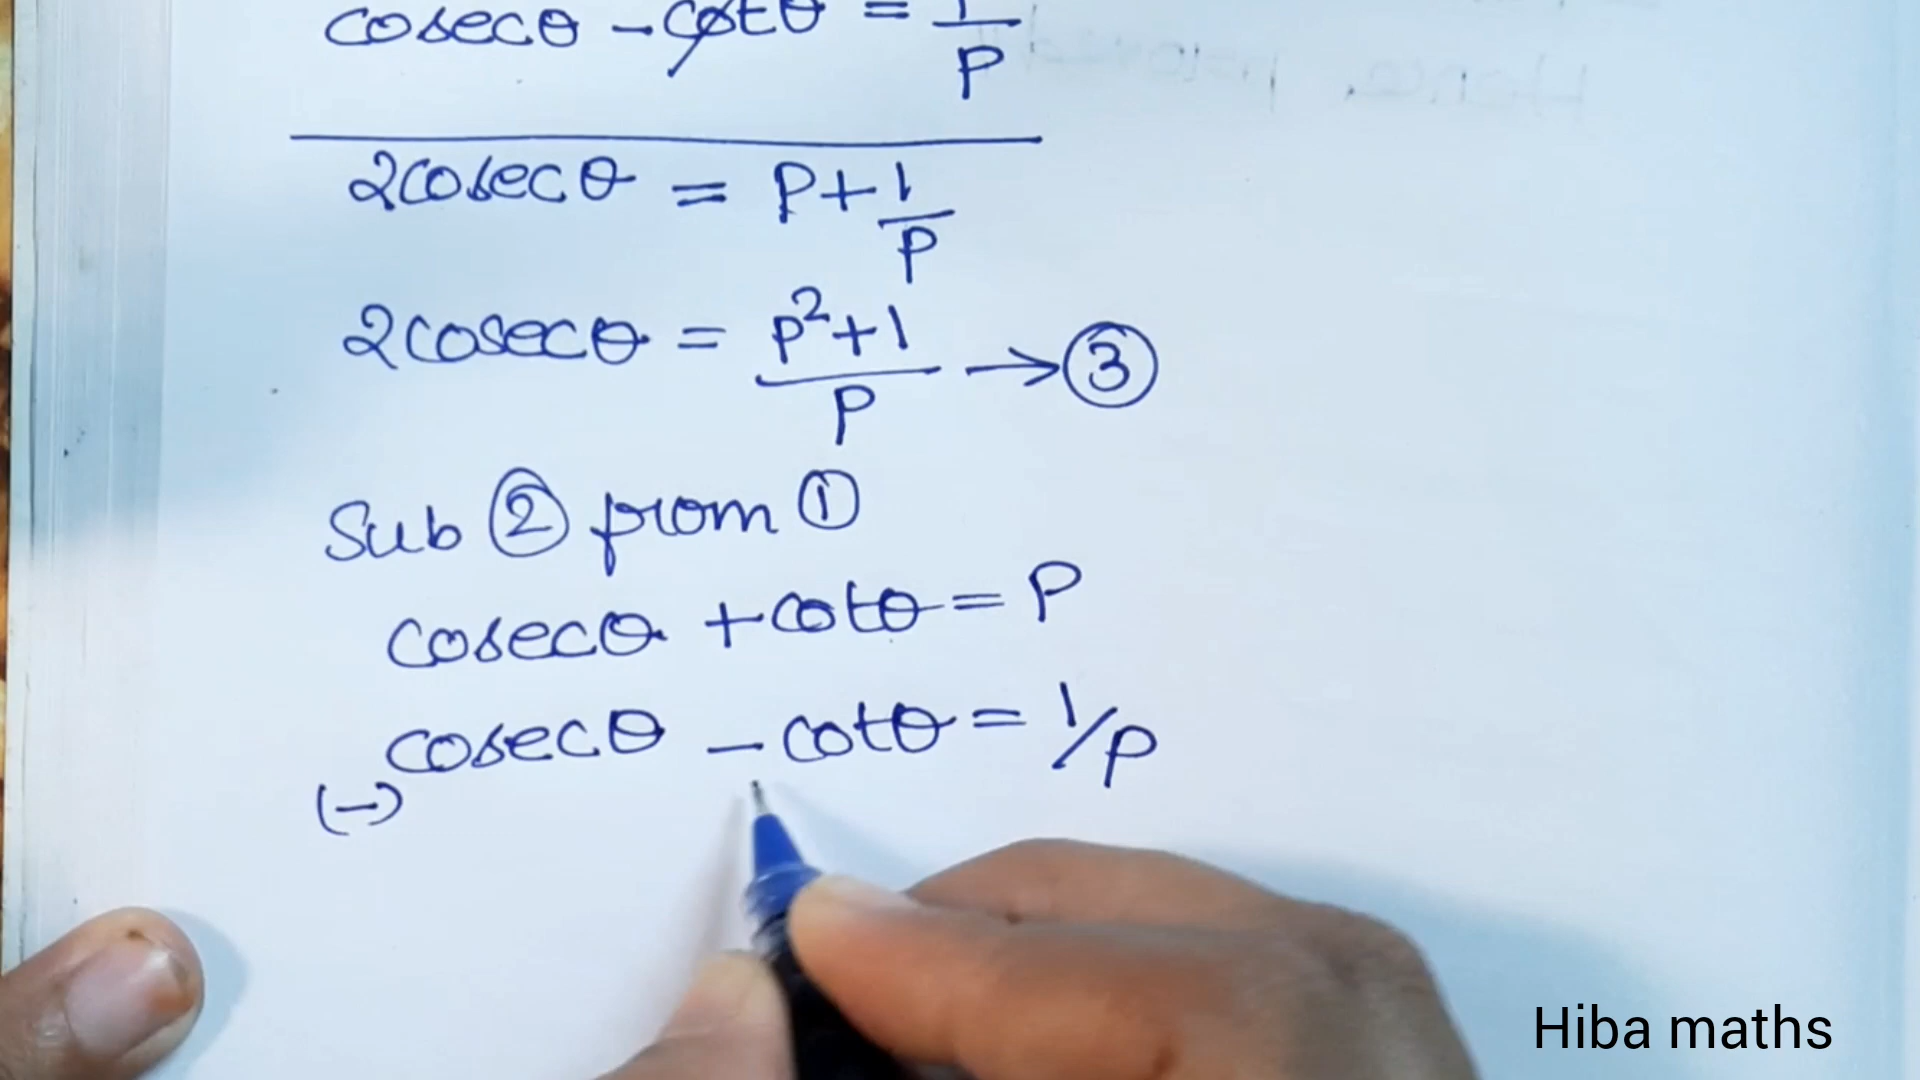 cosecθ - cotθ = 1/P
2cosecθ = P + 1/P
2cosecθ = P²+1/P → ③
Sub ② from ①
cosecθ + cotθ = P
cosecθ - cotθ = 1/P
(-)
Hiba maths